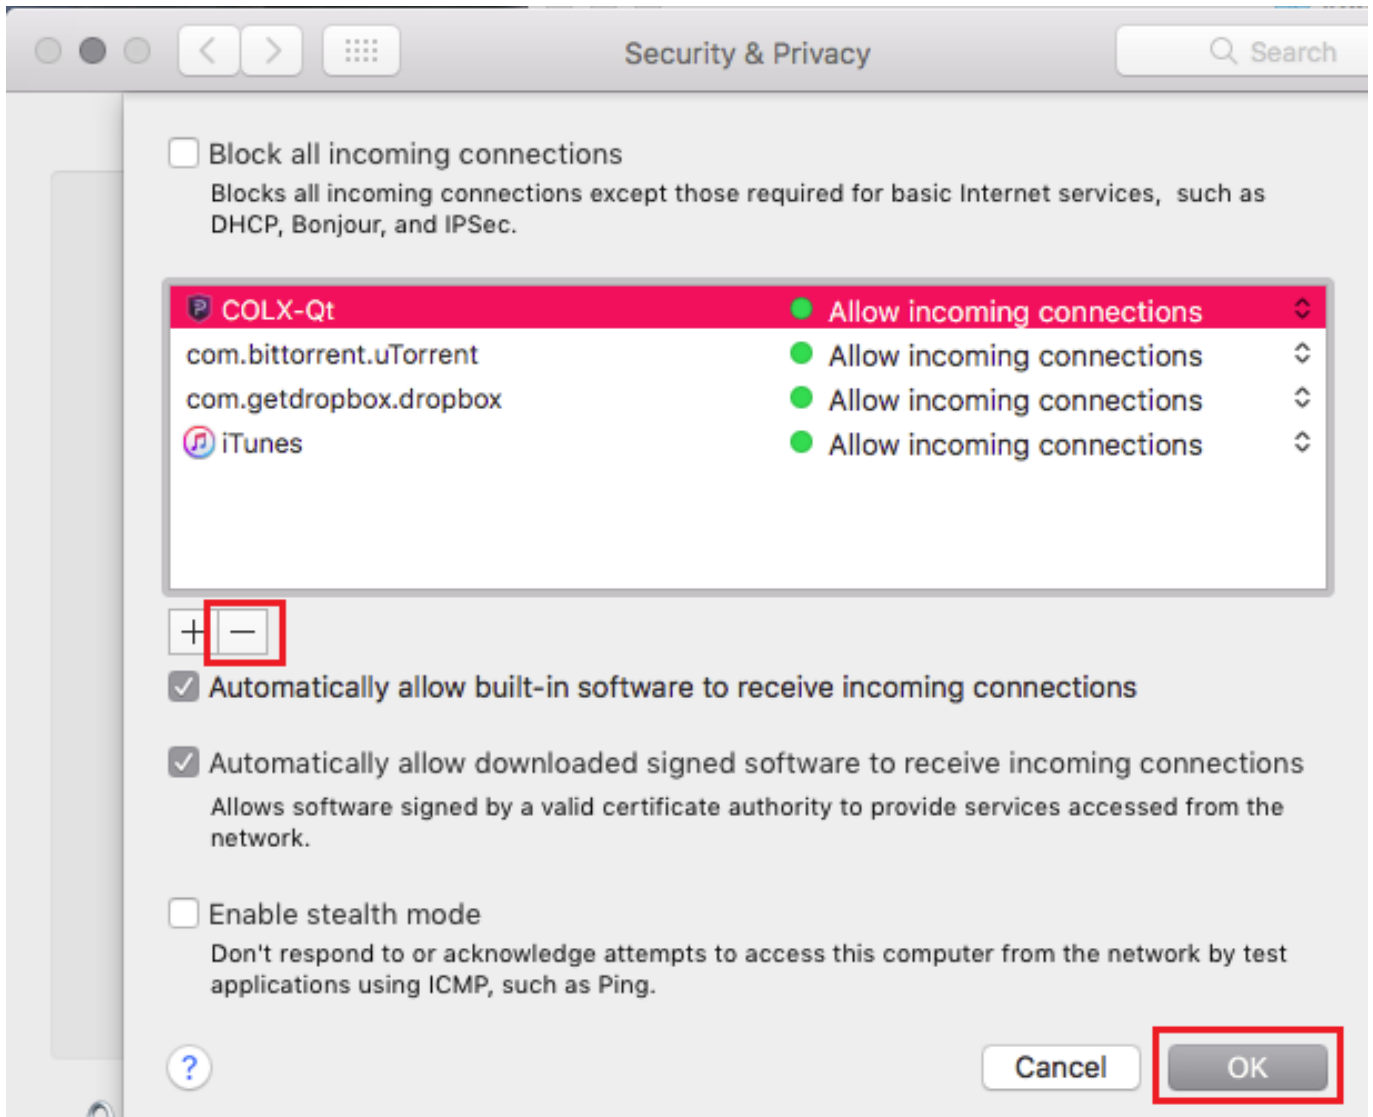 Security & Privacy
Search
Block all incoming connections
Blocks all incoming connections except those required for basic Internet services, such as
DHCP, Bonjour, and IPSec.
COLX-Qt Allow incoming connections
com.bittorrent.uTorrent Allow incoming connections
com.getdropbox.dropbox Allow incoming connections
iTunes Allow incoming connections
+ −
Automatically allow built-in software to receive incoming connections
Automatically allow downloaded signed software to receive incoming connections
Allows software signed by a valid certificate authority to provide services accessed from the
network.
Enable stealth mode
Don't respond to or acknowledge attempts to access this computer from the network by test
applications using ICMP, such as Ping.
? Cancel OK